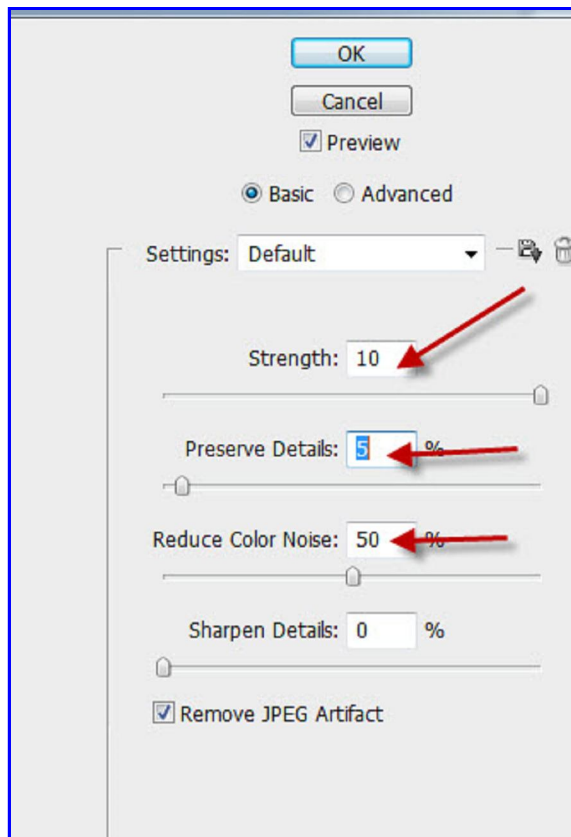 OK
Cancel
Preview
Basic Advanced
Settings: Default
Strength: 10
Preserve Details: 5 %
Reduce Color Noise: 50 %
Sharpen Details: 0 %
Remove JPEG Artifact